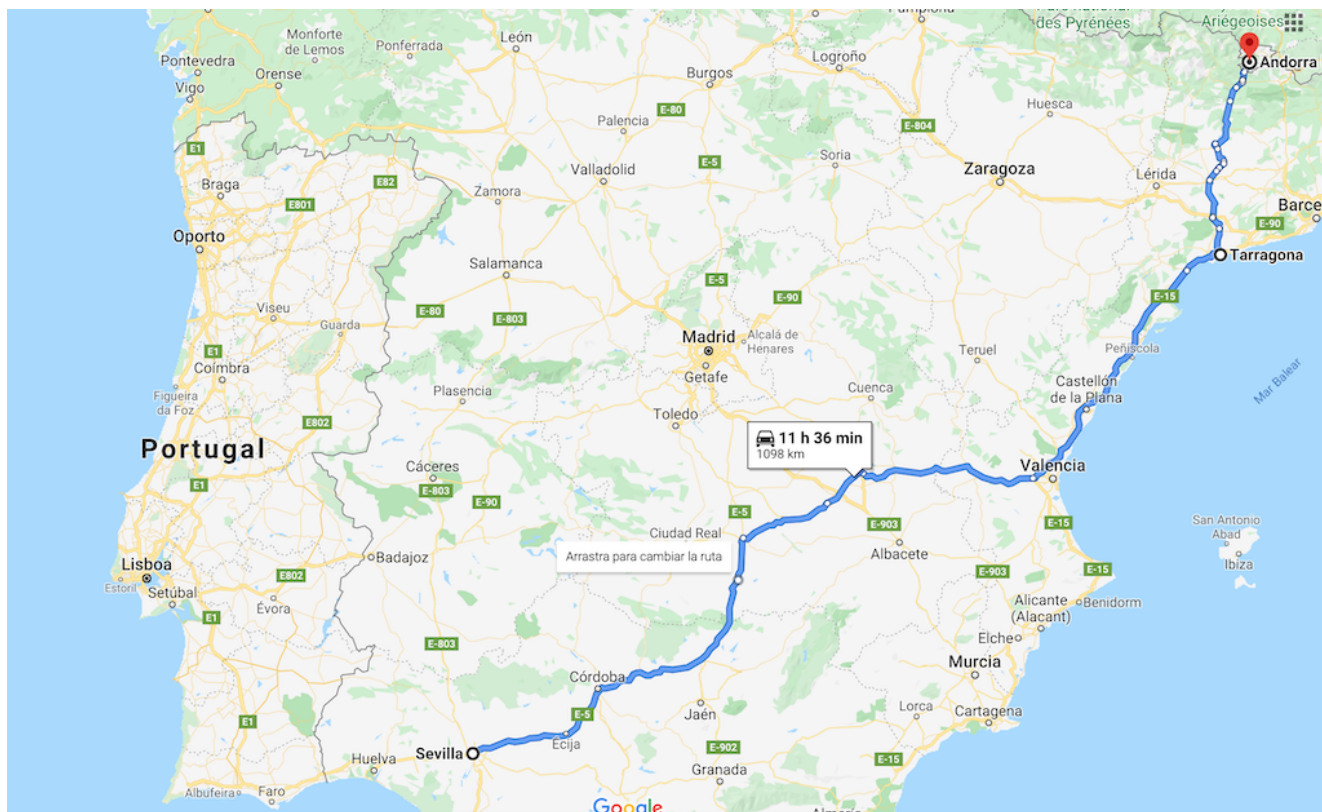 des Pyrénées
Ariégeoises
Monforte
de Lemos
Ponferrada
León
Pontevedra
Orense
Vigo
Burgos
Logroño
Andorra
E-80
Huesca
Palencia
E-804
E1
E-5
Soria
Valladolid
Zaragoza
Lérida
Braga
E82
E801
Zamora
Barce
E-90
Oporto
Tarragona
Salamanca
E-5
E-90
E-15
Viseu
E-80
E-803
Guarda
Madrid
Alcalá de
Henares
Teruel
Peñíscola
E1
Coímbra
Getafe
Mar Balear
Plasencia
Cuenca
Castellón
de la Plana
Figueira
da Foz
E802
Toledo
11 h 36 min
1098 km
Portugal
Cáceres
Valencia
E1
E-803
E-90
E-5
San Antonio
Abad
Ibiza
Ciudad Real
E-903
E-15
Arrastra para cambiar la ruta
Albacete
Badajoz
Lisboa
Estoril
Setúbal
E802
E-903
E-15
Évora
Alicante
(Alacant)
Benidorm
E1
E-803
Elche
Murcia
Córdoba
Jaén
Lorca
Cartagena
E1
E-5
Ecija
Sevilla
Huelva
E-902
E-15
Granada
Albufeira
Faro
Google